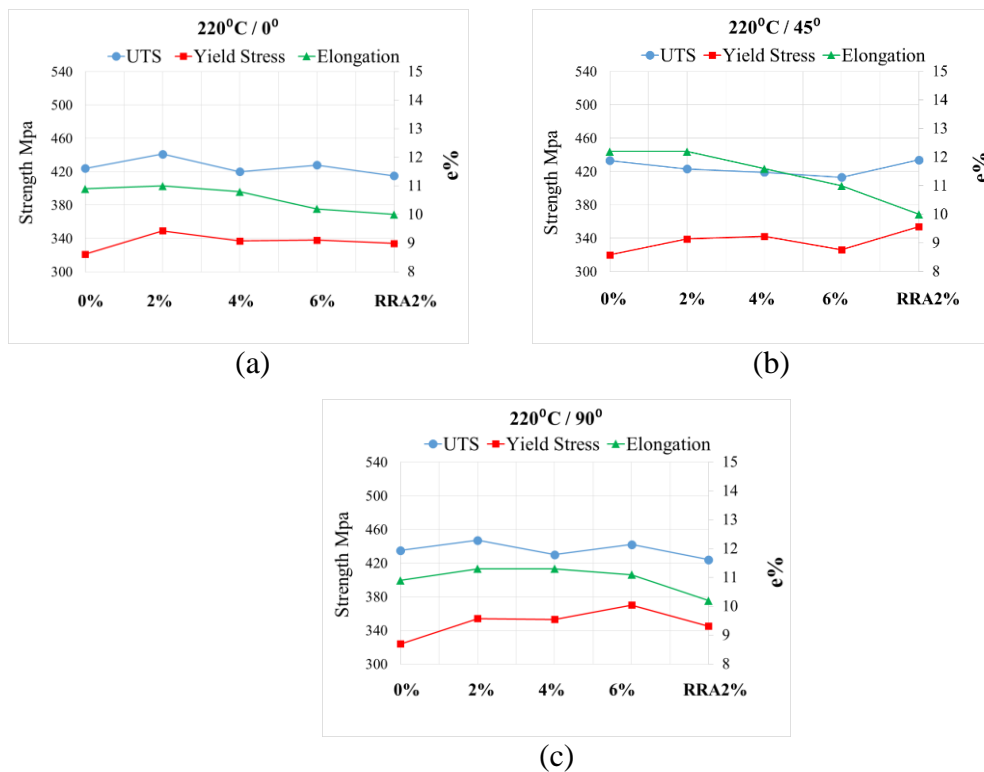 220⁰C / 0⁰
UTS Yield Stress Elongation
540
500
460
420
380
340
300
Strength Mpa
15
14
13
12
11
10
9
8
e%
0% 2% 4% 6% RRA2%
(a)
220⁰C / 45⁰
UTS Yield Stress Elongation
540
500
460
420
380
340
300
Strength Mpa
15
14
13
12
11
10
9
8
e%
0% 2% 4% 6% RRA2%
(b)
220⁰C / 90⁰
UTS Yield Stress Elongation
540
500
460
420
380
340
300
Strength Mpa
15
14
13
12
11
10
9
8
e%
0% 2% 4% 6% RRA2%
(c)